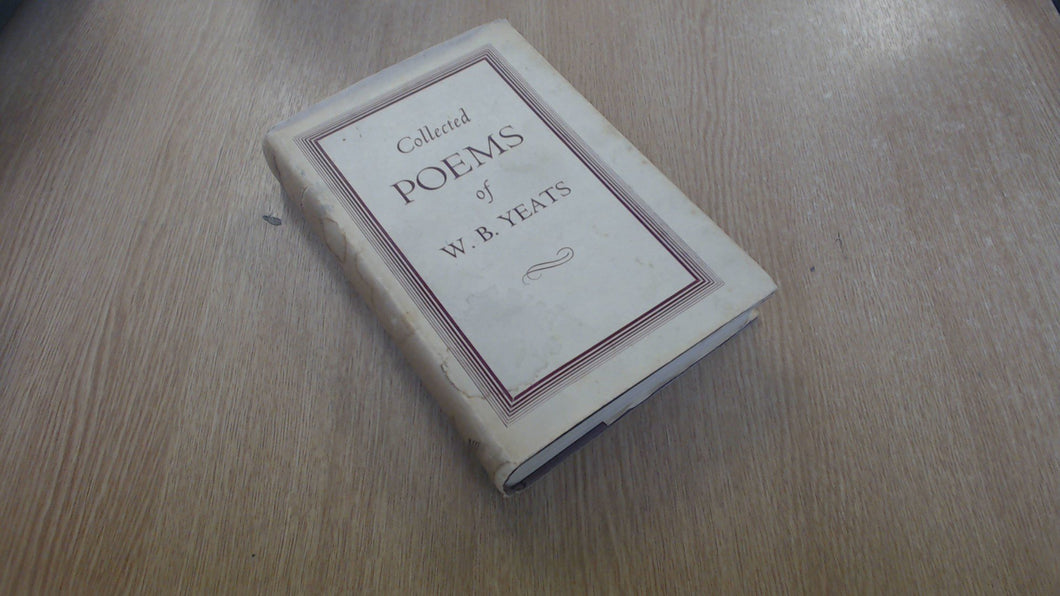 Collected
POEMS
of
W. B. YEATS